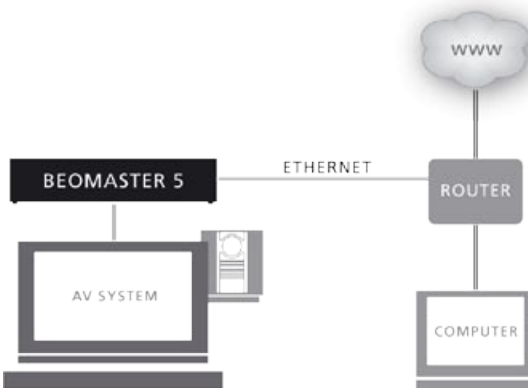 WWW
ETHERNET
BEOMASTER 5
ROUTER
AV SYSTEM
COMPUTER